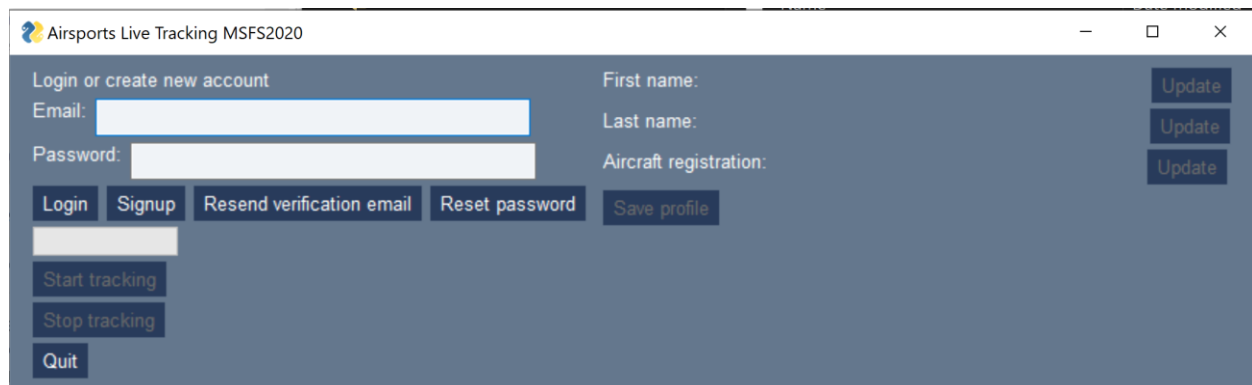 Airsports Live Tracking MSFS2020
Login or create new account
Email:
Password:
Login Signup Resend verification email Reset password
Start tracking
Stop tracking
Quit
First name: Update
Last name: Update
Aircraft registration: Update
Save profile